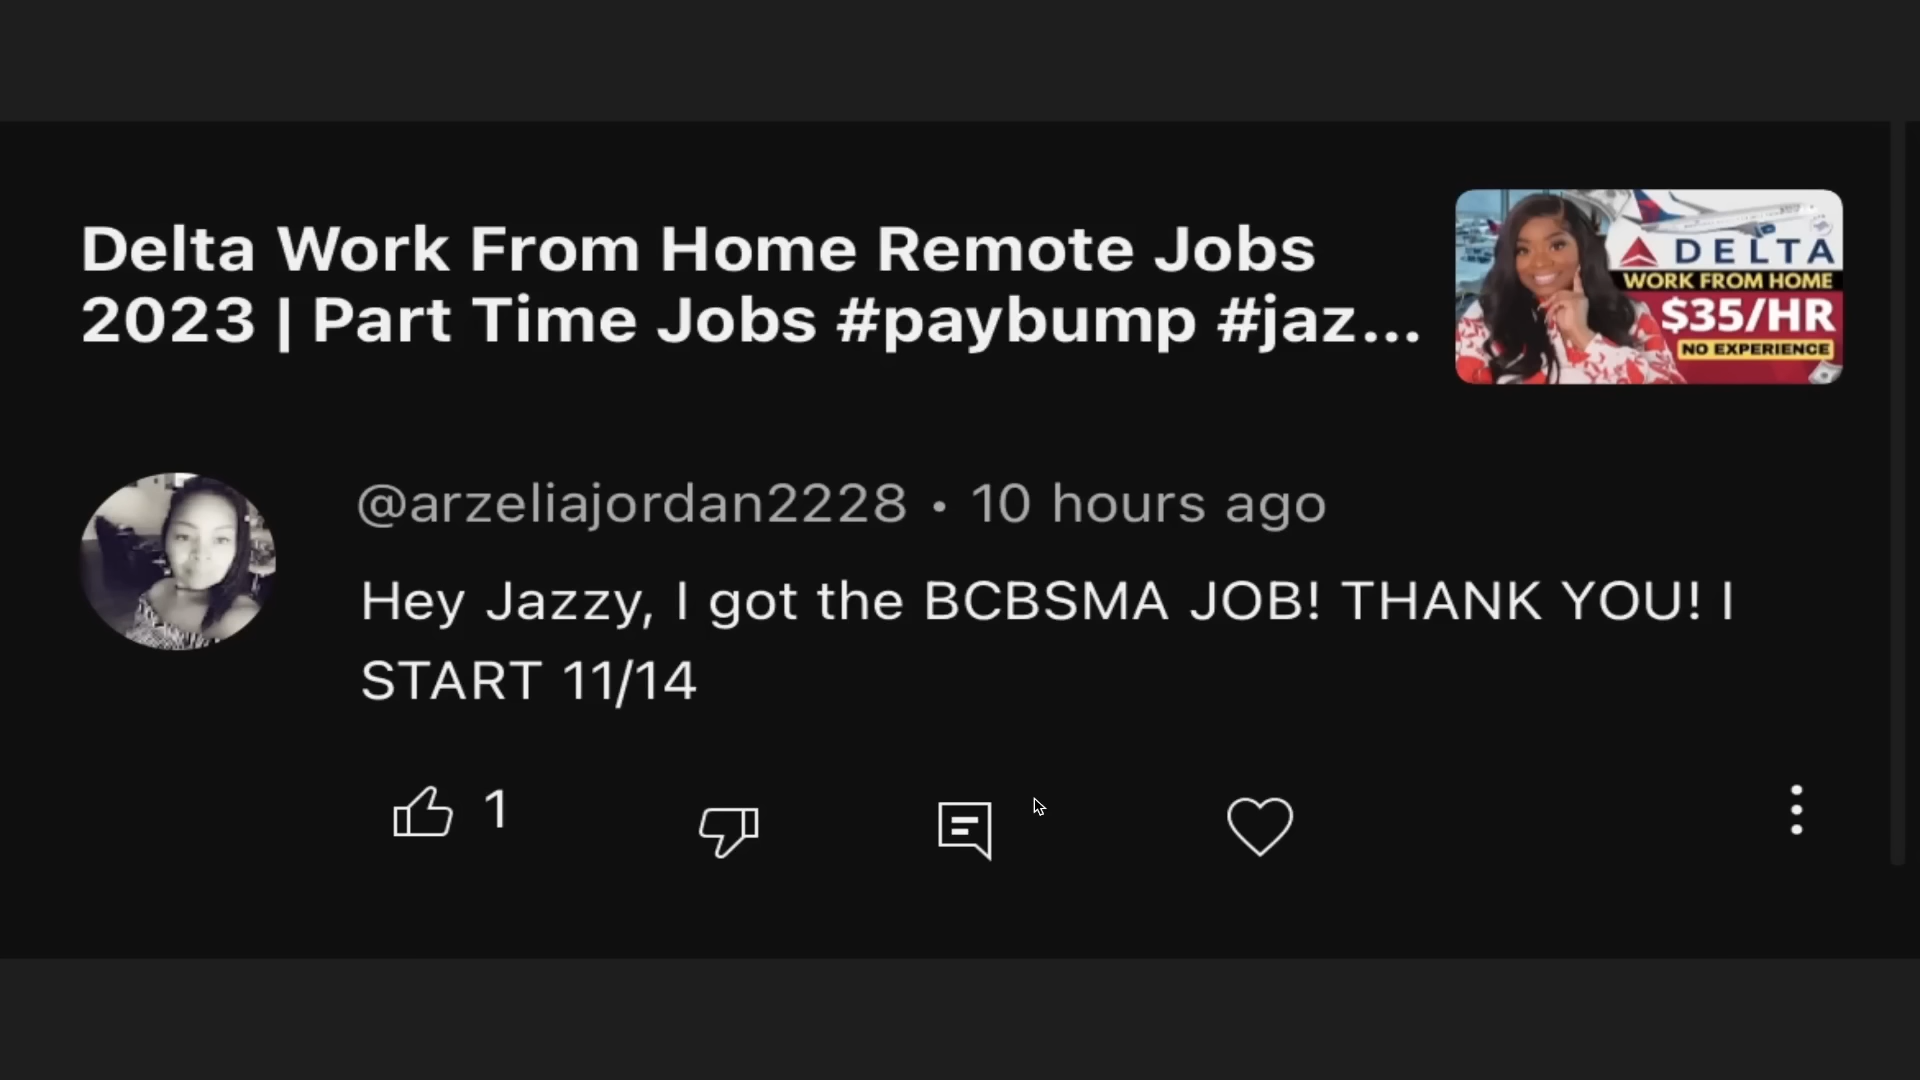 Delta Work From Home Remote Jobs
2023 | Part Time Jobs #paybump #jaz...
DELTA
WORK FROM HOME
$35/HR
NO EXPERIENCE
@arzeliajordan2228 • 10 hours ago
Hey Jazzy, I got the BCBSMA JOB! THANK YOU! I
START 11/14
1